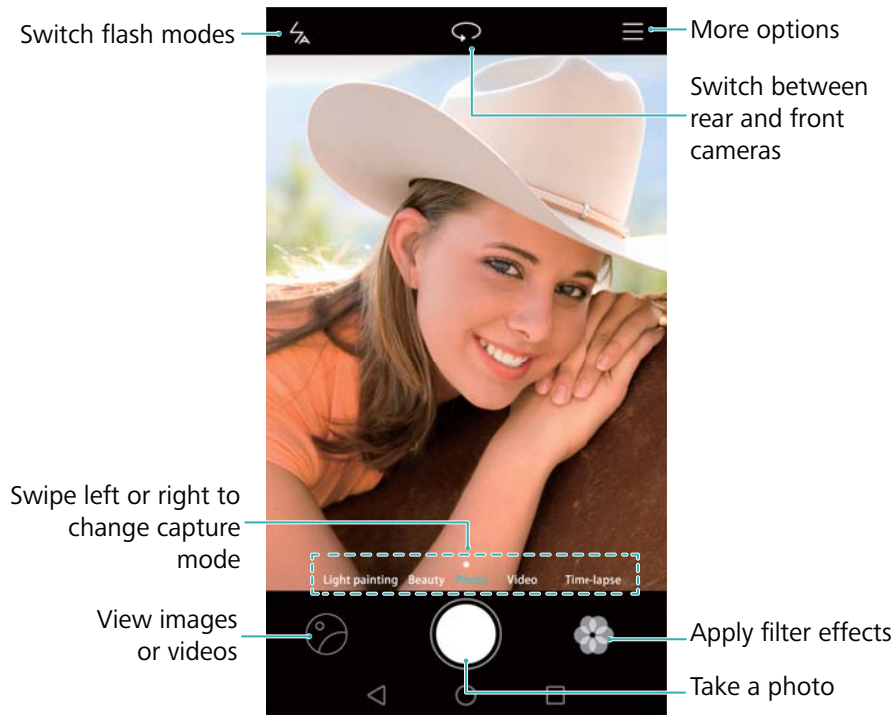 Switch flash modes
More options
Switch between
rear and front
cameras
Swipe left or right to
change capture
mode
Light painting Beauty Photo Video Time-lapse
View images
or videos
Apply filter effects
Take a photo